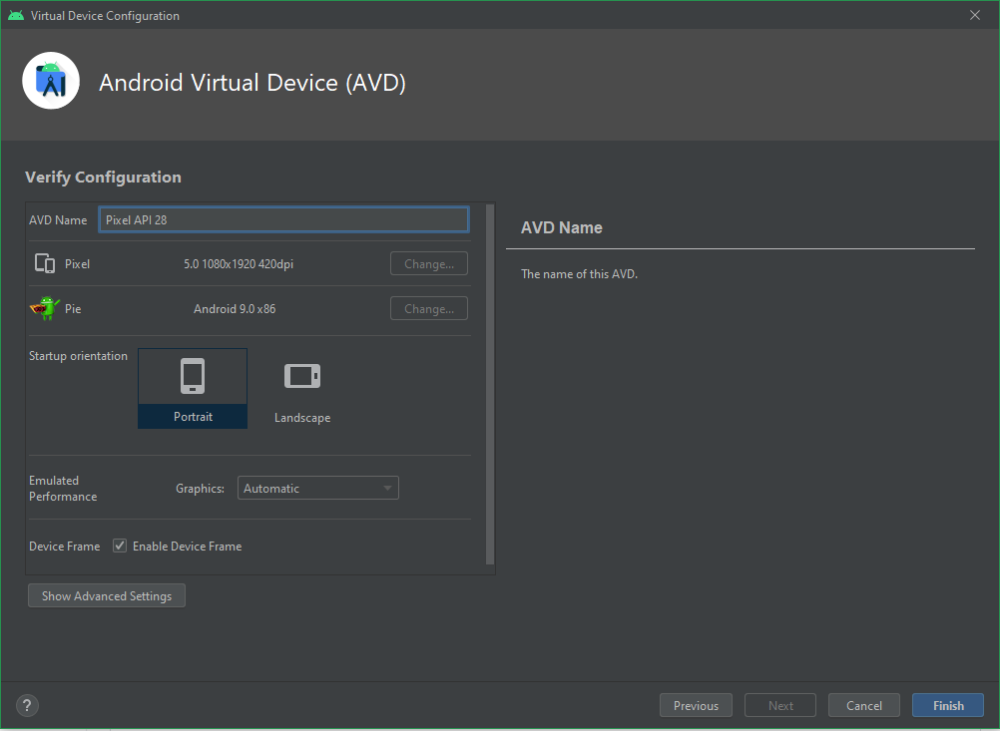 Virtual Device Configuration
Android Virtual Device (AVD)
Verify Configuration
AVD Name Pixel API 28
Pixel 5.0 1080x1920 420dpi Change...
Pie Android 9.0 x86 Change...
Startup orientation
Portrait
Landscape
Emulated
Performance
Graphics: Automatic
Device Frame Enable Device Frame
Show Advanced Settings
AVD Name
The name of this AVD.
?
Previous Next Cancel Finish